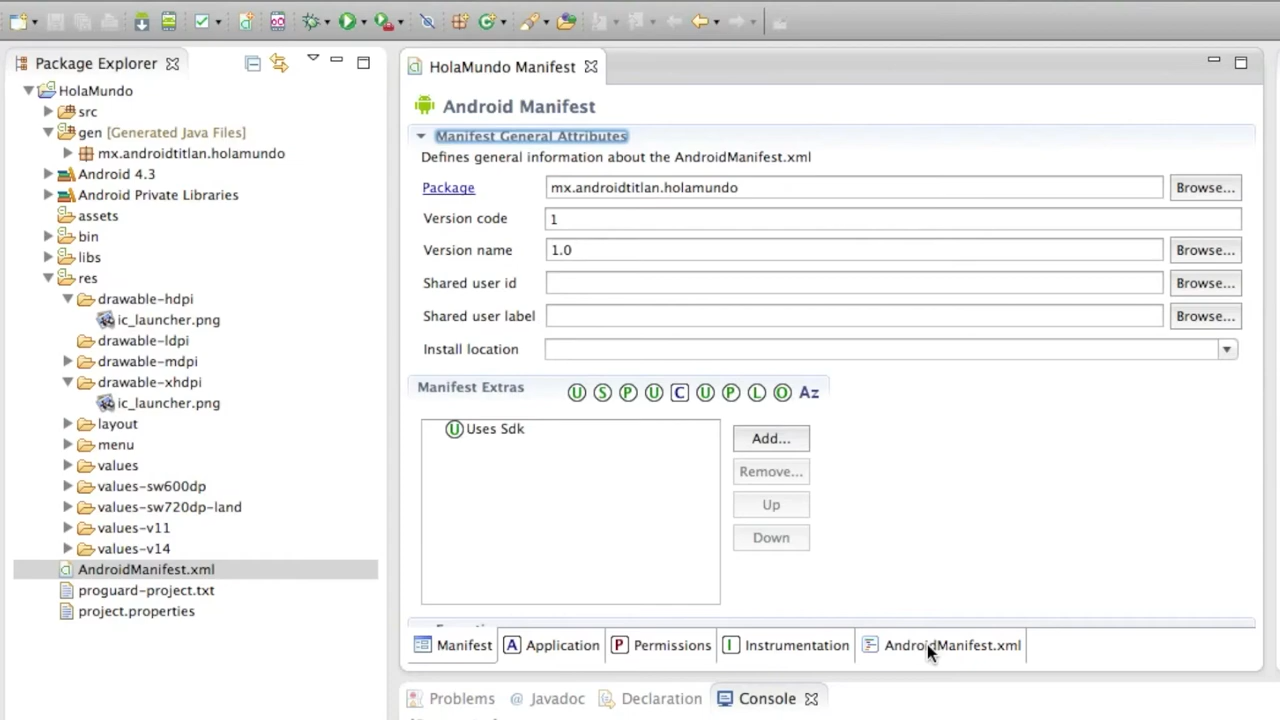 Package Explorer
HolaMundo
src
gen [Generated Java Files]
mx.androidtitlan.holamundo
Android 4.3
Android Private Libraries
assets
bin
libs
res
drawable-hdpi
ic_launcher.png
drawable-ldpi
drawable-mdpi
drawable-xhdpi
ic_launcher.png
layout
menu
values
values-sw600dp
values-sw720dp-land
values-v11
values-v14
AndroidManifest.xml
proguard-project.txt
project.properties
HolaMundo Manifest
Android Manifest
Manifest General Attributes
Defines general information about the AndroidManifest.xml
Package mx.androidtitlan.holamundo Browse...
Version code 1
Version name 1.0 Browse...
Shared user id Browse...
Shared user label Browse...
Install location
Manifest Extras U S P U C U P L O Az
U Uses Sdk
Add...
Remove...
Up
Down
Manifest A Application P Permissions I Instrumentation AndroidManifest.xml
Problems @ Javadoc Declaration Console